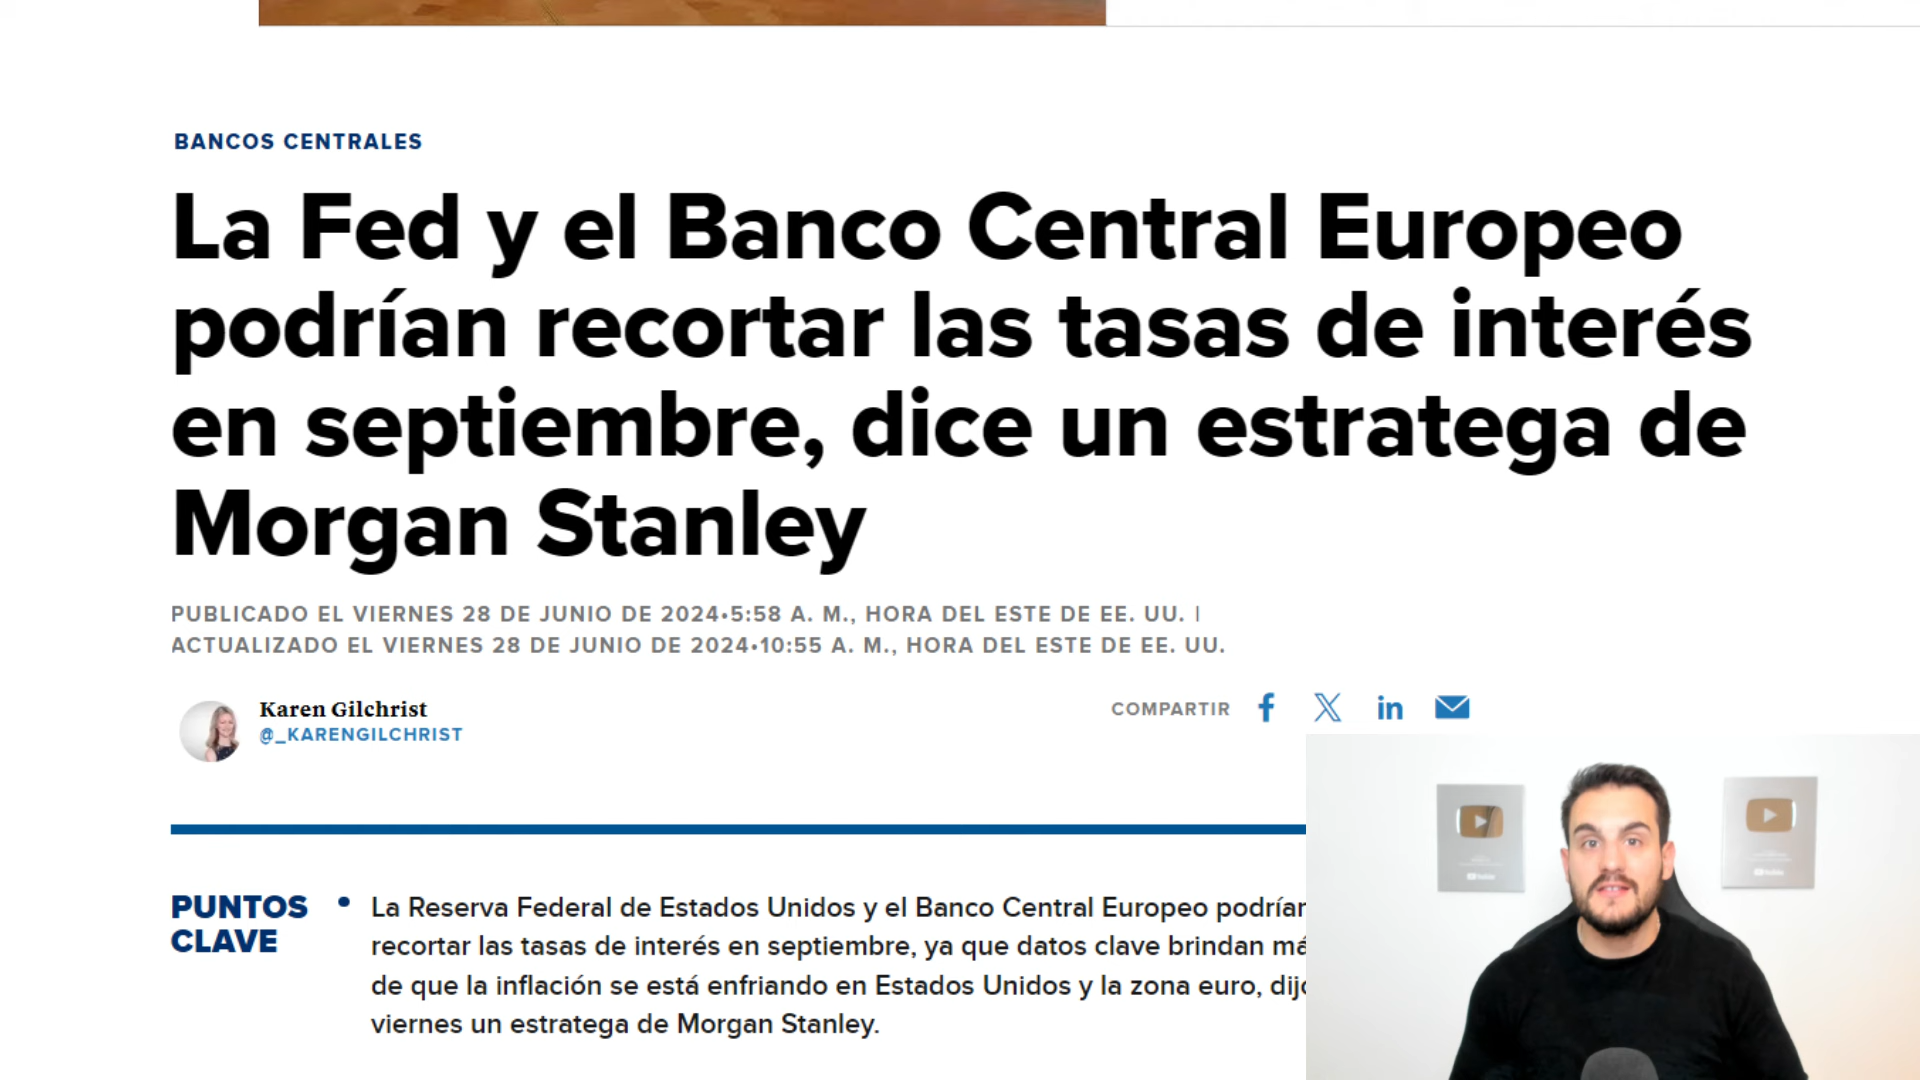 BANCOS CENTRALES
La Fed y el Banco Central Europeo
podrían recortar las tasas de interés
en septiembre, dice un estratega de
Morgan Stanley
PUBLICADO EL VIERNES 28 DE JUNIO DE 2024•5:58 A. M., HORA DEL ESTE DE EE. UU. |
ACTUALIZADO EL VIERNES 28 DE JUNIO DE 2024•10:55 A. M., HORA DEL ESTE DE EE. UU.
Karen Gilchrist
@_KARENGILCHRIST
COMPARTIR
PUNTOS
CLAVE
• La Reserva Federal de Estados Unidos y el Banco Central Europeo podrían
recortar las tasas de interés en septiembre, ya que datos clave brindan
de que la inflación se está enfriando en Estados Unidos y la zona euro,
viernes un estratega de Morgan Stanley.
YouTube
YouTube